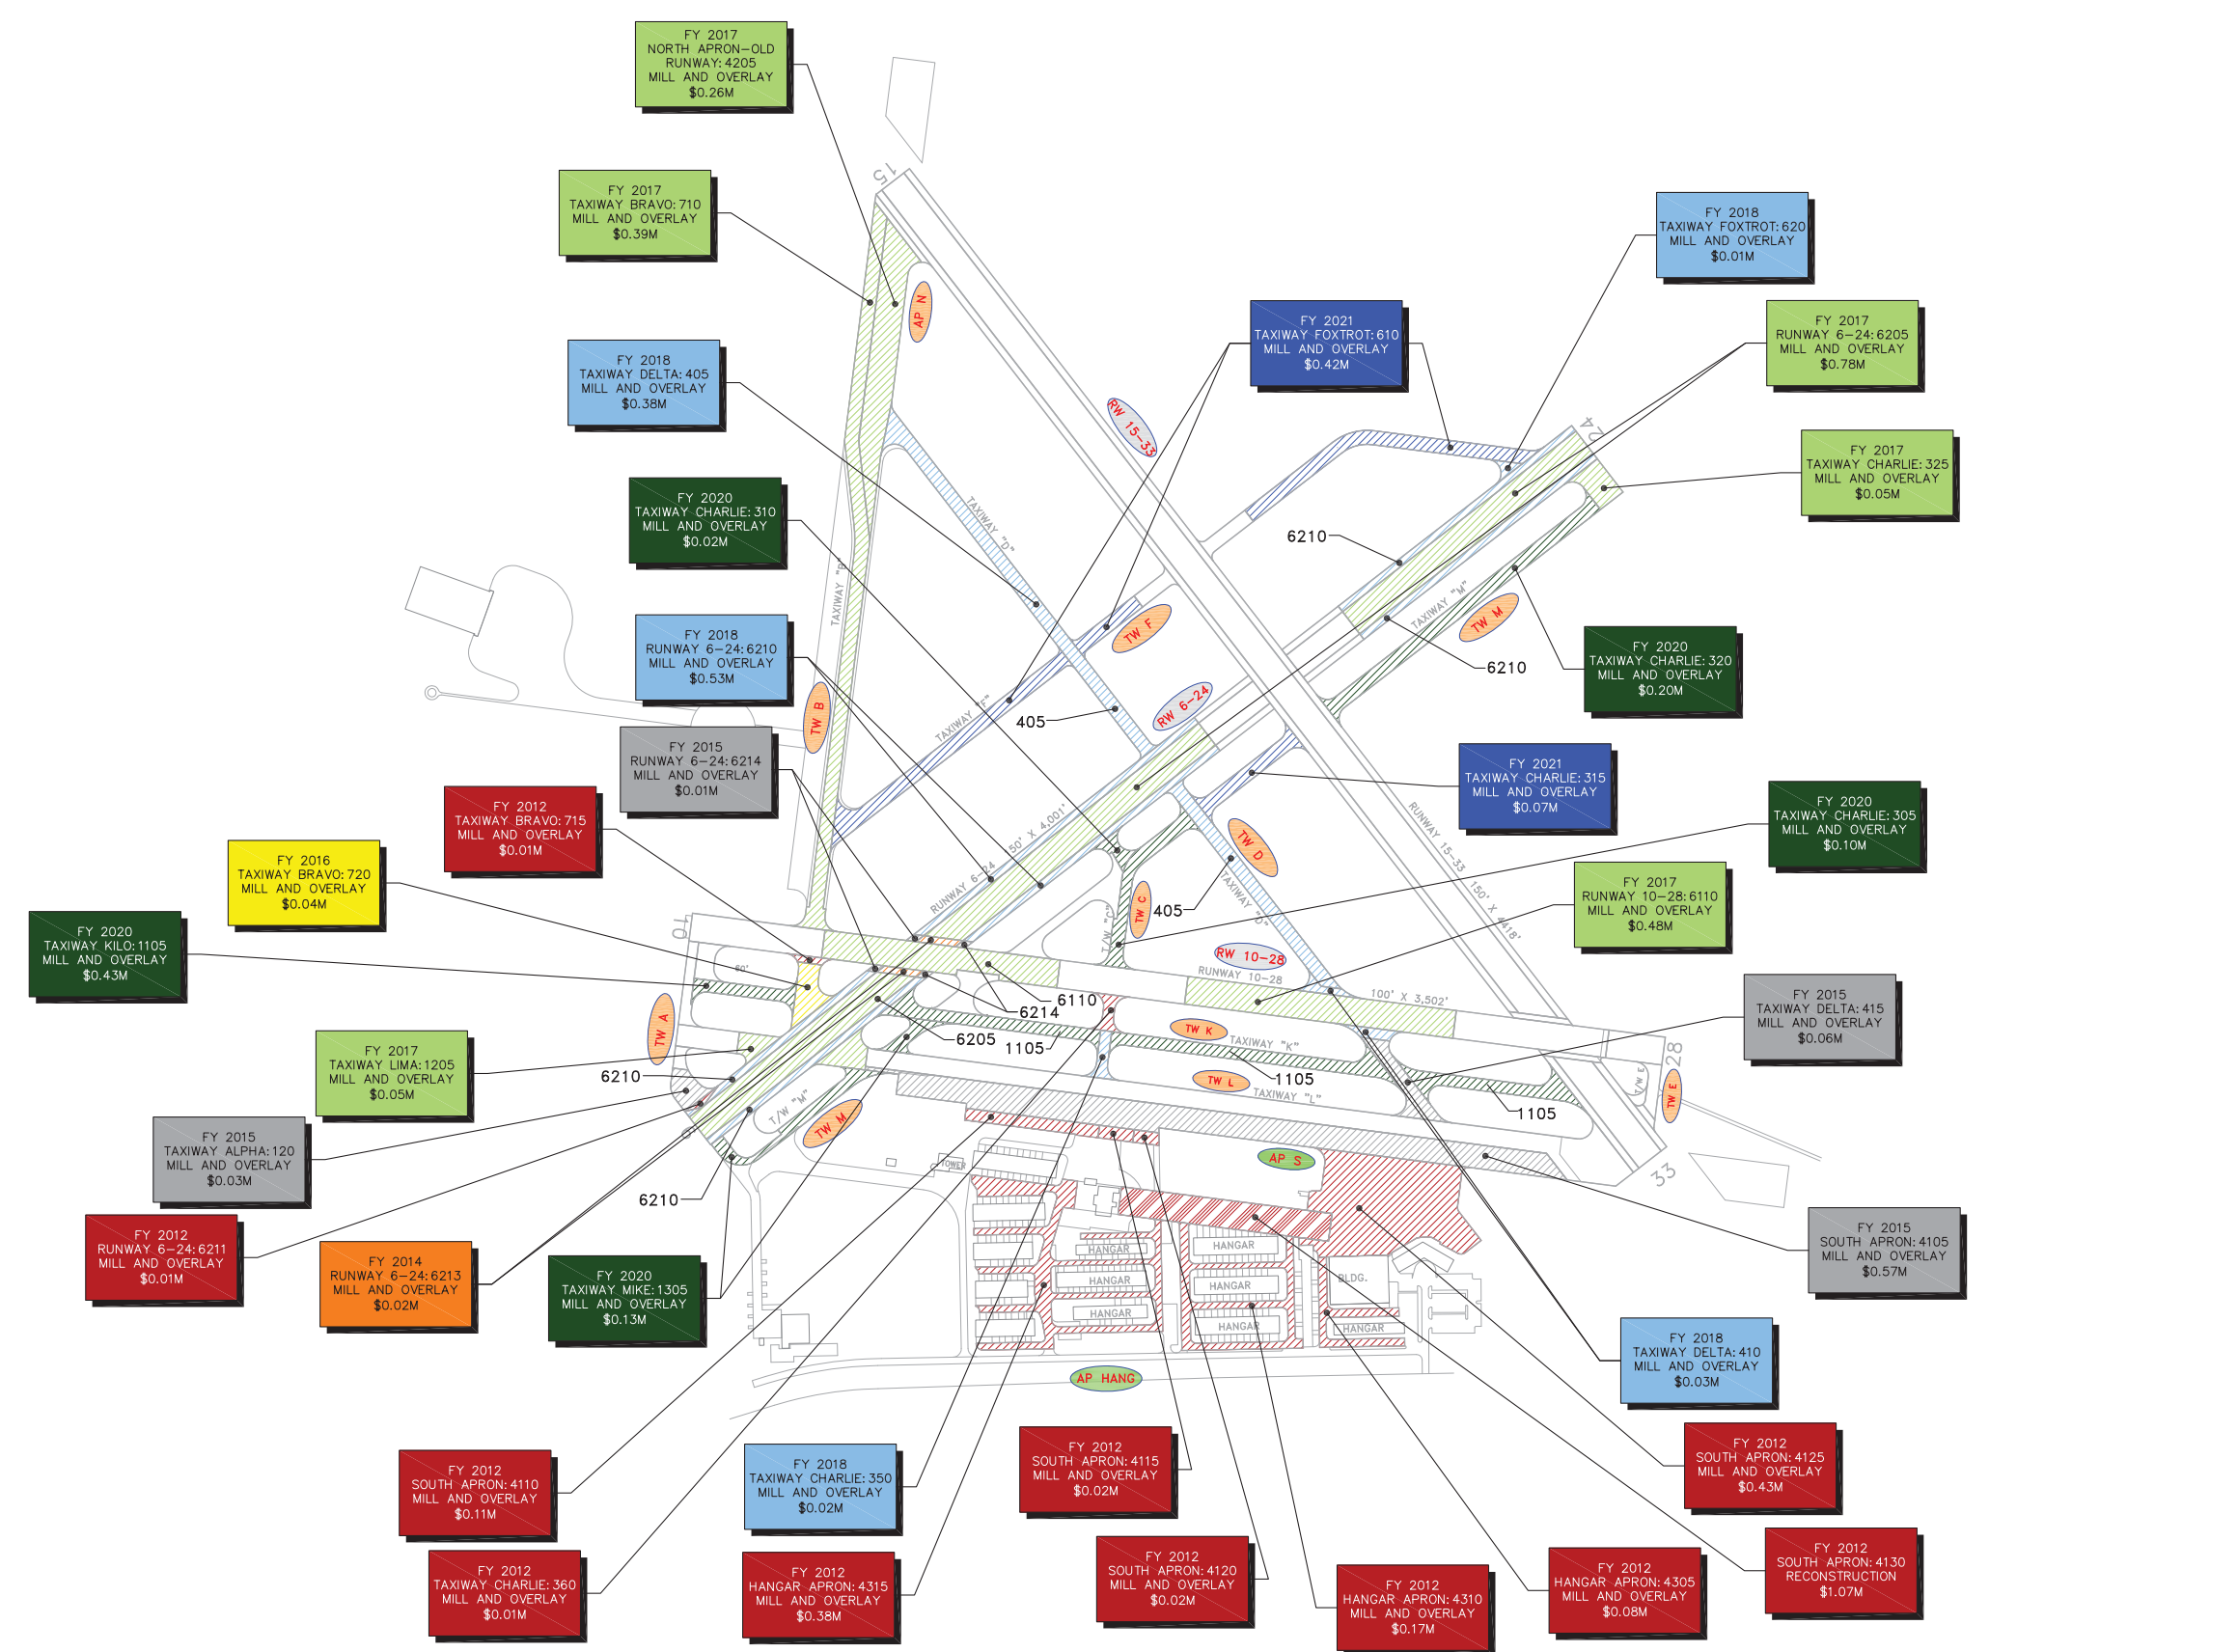 FY 2017
NORTH APRON-OLD
RUNWAY: 4205
MILL AND OVERLAY
$0.26M
FY 2017
TAXIWAY BRAVO: 710
MILL AND OVERLAY
$0.39M
FY 2018
TAXIWAY DELTA: 405
MILL AND OVERLAY
$0.38M
FY 2020
TAXIWAY CHARLIE: 310
MILL AND OVERLAY
$0.02M
FY 2018
RUNWAY 6-24: 6210
MILL AND OVERLAY
$0.53M
FY 2015
RUNWAY 6-24: 6214
MILL AND OVERLAY
$0.01M
FY 2012
TAXIWAY BRAVO: 715
MILL AND OVERLAY
$0.01M
FY 2016
TAXIWAY BRAVO: 720
MILL AND OVERLAY
$0.04M
FY 2020
TAXIWAY KILO: 1105
MILL AND OVERLAY
$0.43M
FY 2017
TAXIWAY LIMA: 1205
MILL AND OVERLAY
$0.05M
FY 2015
TAXIWAY ALPHA: 120
MILL AND OVERLAY
$0.03M
FY 2012
RUNWAY 6-24: 6211
MILL AND OVERLAY
$0.01M
FY 2014
RUNWAY 6-24: 6213
MILL AND OVERLAY
$0.02M
FY 2020
TAXIWAY MIKE: 1305
MILL AND OVERLAY
$0.13M
FY 2012
SOUTH APRON: 4110
MILL AND OVERLAY
$0.11M
FY 2012
TAXIWAY CHARLIE: 360
MILL AND OVERLAY
$0.01M
FY 2018
TAXIWAY CHARLIE: 350
MILL AND OVERLAY
$0.02M
FY 2012
HANGAR APRON: 4315
MILL AND OVERLAY
$0.38M
FY 2012
SOUTH APRON: 4115
MILL AND OVERLAY
$0.02M
FY 2012
SOUTH APRON: 4120
MILL AND OVERLAY
$0.02M
FY 2012
HANGAR APRON: 4310
MILL AND OVERLAY
$0.17M
FY 2012
HANGAR APRON: 4305
MILL AND OVERLAY
$0.08M
FY 2012
SOUTH APRON: 4130
RECONSTRUCTION
$1.07M
FY 2012
SOUTH APRON: 4125
MILL AND OVERLAY
$0.43M
FY 2018
TAXIWAY DELTA: 410
MILL AND OVERLAY
$0.03M
FY 2015
SOUTH APRON: 4105
MILL AND OVERLAY
$0.57M
FY 2015
TAXIWAY DELTA: 415
MILL AND OVERLAY
$0.06M
FY 2017
RUNWAY 10-28: 6110
MILL AND OVERLAY
$0.48M
FY 2020
TAXIWAY CHARLIE: 305
MILL AND OVERLAY
$0.10M
FY 2021
TAXIWAY CHARLIE: 315
MILL AND OVERLAY
$0.07M
FY 2020
TAXIWAY CHARLIE: 320
MILL AND OVERLAY
$0.20M
FY 2017
TAXIWAY CHARLIE: 325
MILL AND OVERLAY
$0.05M
FY 2017
RUNWAY 6-24: 6205
MILL AND OVERLAY
$0.78M
FY 2018
TAXIWAY FOXTROT: 620
MILL AND OVERLAY
$0.01M
FY 2021
TAXIWAY FOXTROT: 610
MILL AND OVERLAY
$0.42M
15
AP N
RW 15-33
24
6210
TAXIWAY "D"
TAXIWAY "B"
TAXIWAY "M"
TW M
TW F
6210
TW B
TAXIWAY "F"
405
RW 6-24
RUNWAY 6-24
50' X 4,001'
RUNWAY 15-33 150' X 4418'
TW D
TAXIWAY "D"
TW C
T/W "C"
405
10
RW 10-28
RUNWAY 10-28
100' X 3,502'
6110
6214
6205
TW A
TW K
TAXIWAY "K"
1105
1105
1105
TW L
TAXIWAY "L"
28
T/W E
TW E
6210
T/W "M"
TW M
6210
TOWER
AP S
33
HANGAR
HANGAR
HANGAR
HANGAR
HANGAR
HANGAR
BLDG.
HANGAR
AP HANG